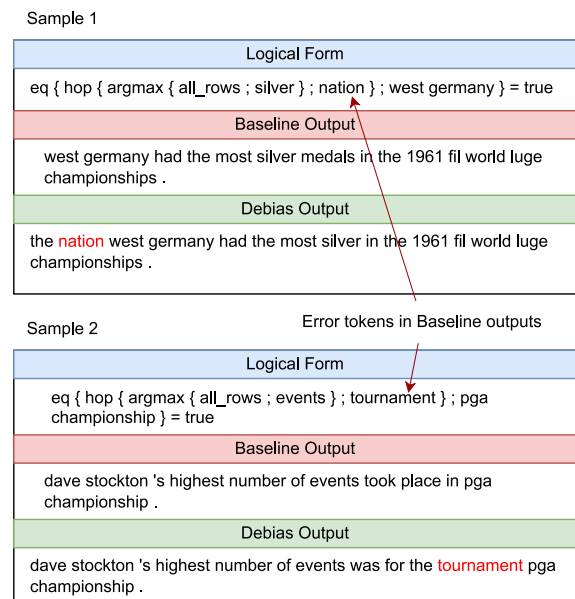 Sample 1
Logical Form
eq { hop { argmax { all_rows ; silver } ; nation } ; west germany } = true
Baseline Output
west germany had the most silver medals in the 1961 fil world luge
championships .
Debias Output
the nation west germany had the most silver in the 1961 fil world luge
championships .
Error tokens in Baseline outputs
Sample 2
Logical Form
eq { hop { argmax { all_rows ; events } ; tournament } ; pga
championship } = true
Baseline Output
dave stockton 's highest number of events took place in pga
championship .
Debias Output
dave stockton 's highest number of events was for the tournament pga
championship .